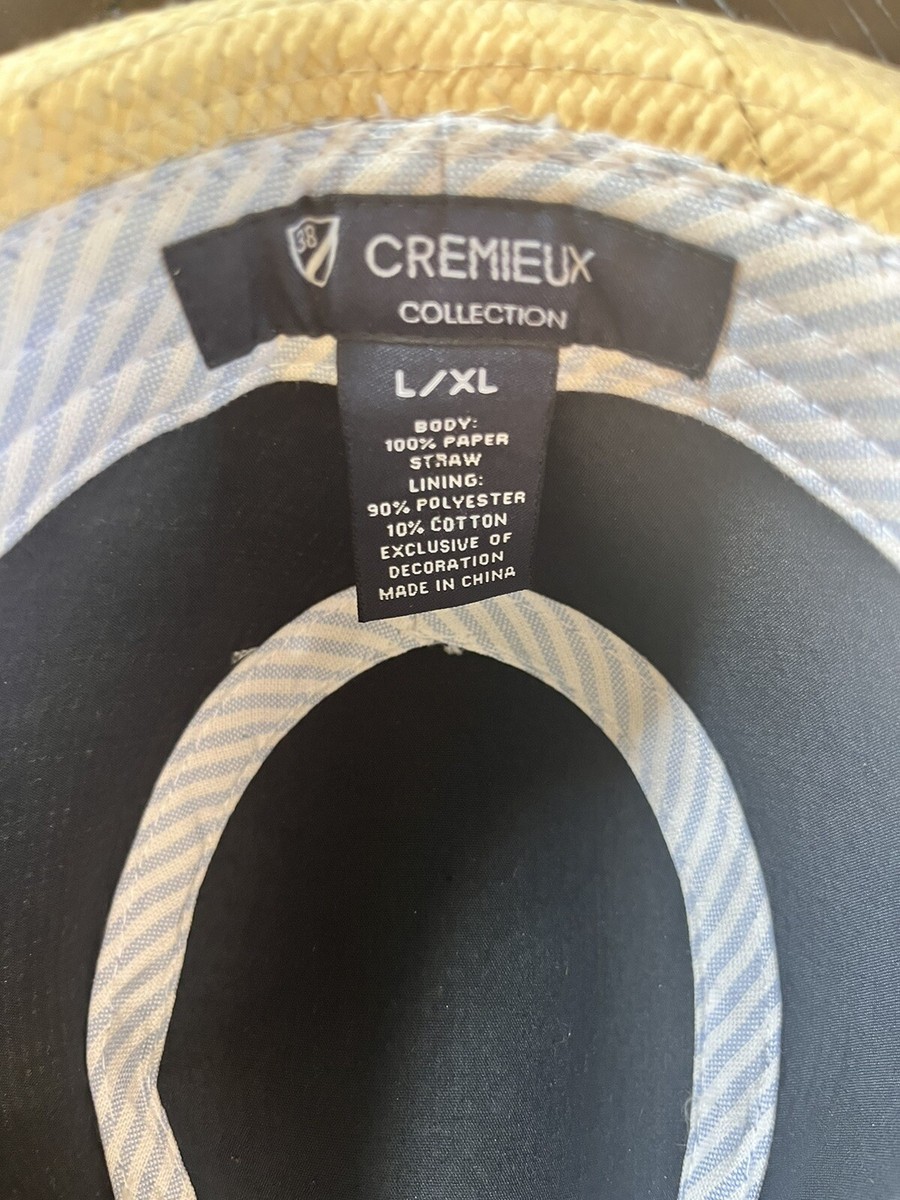 38
CREMIEUX
COLLECTION
L/XL
BODY:
100% PAPER
STRAW
LINING:
90% POLYESTER
10% COTTON
EXCLUSIVE OF
DECORATION
MADE IN CHINA